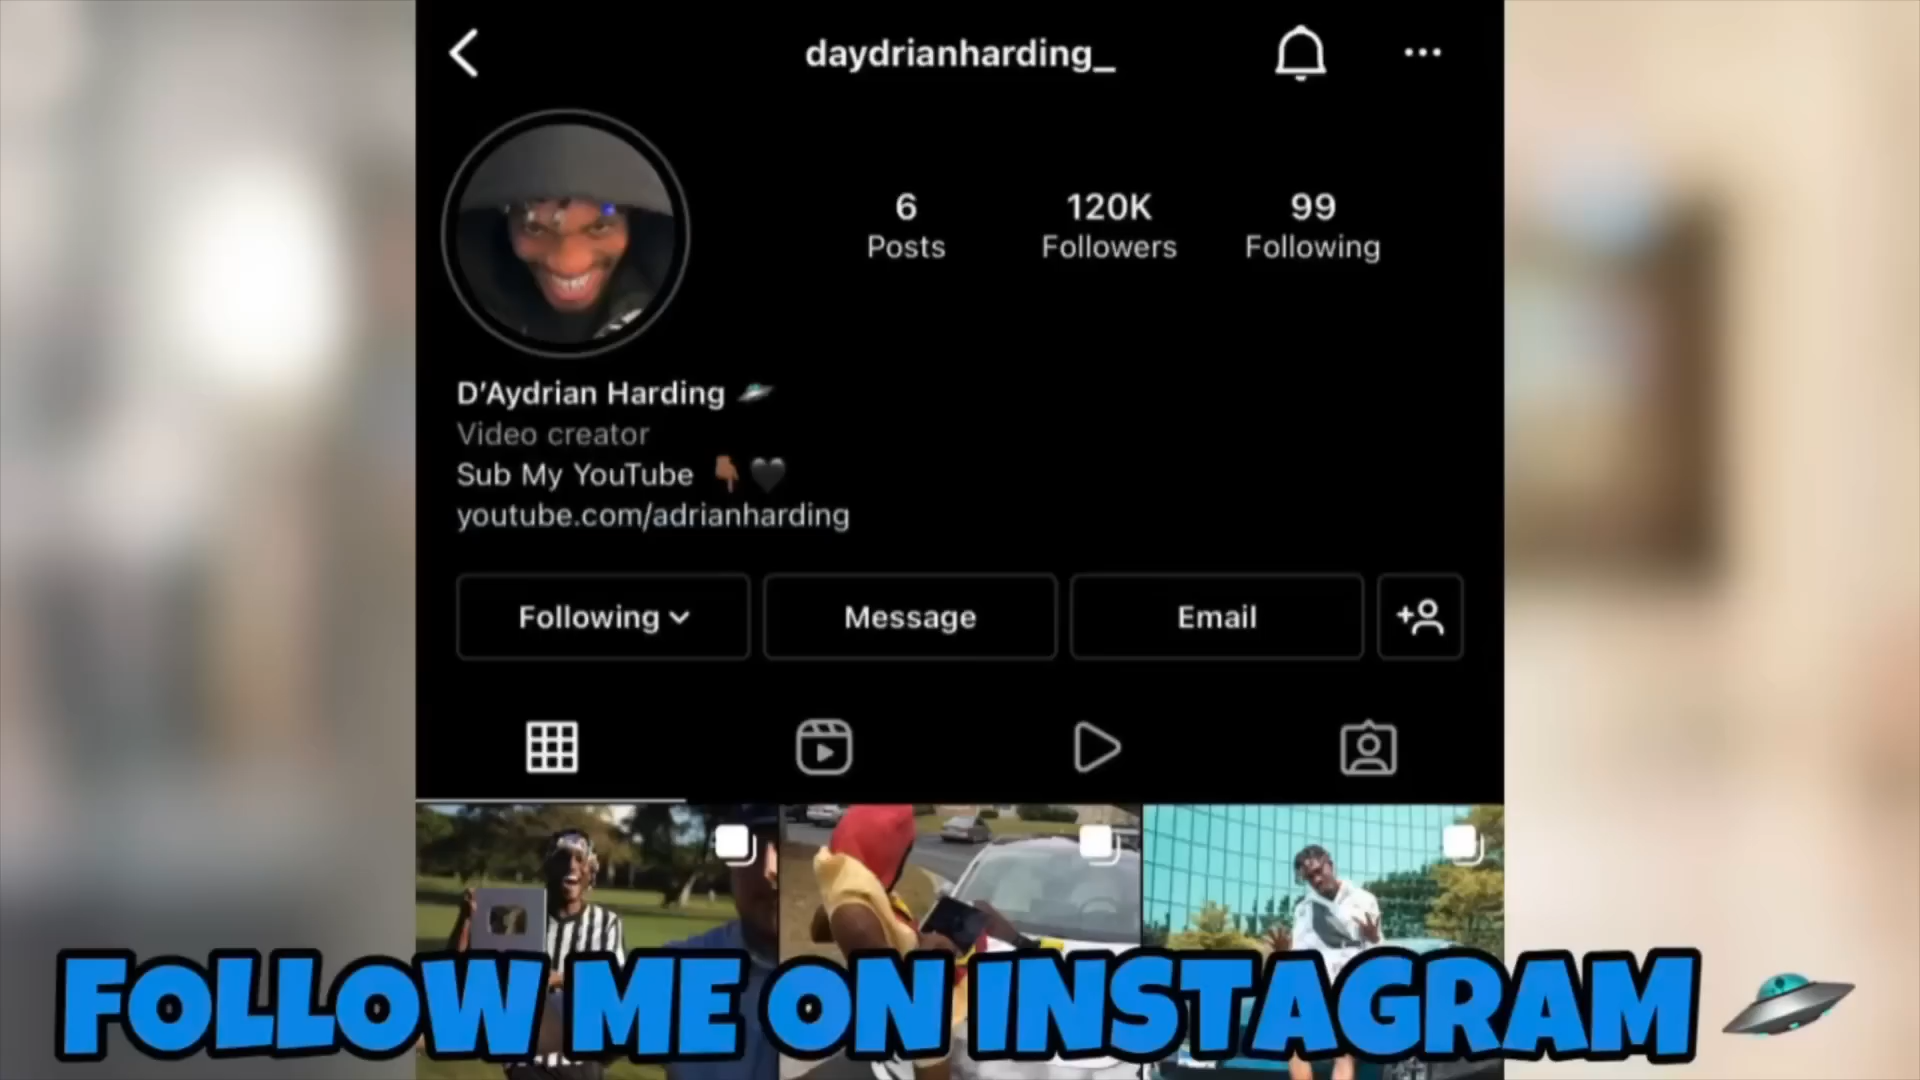 daydrianharding_
6 120K 99
Posts Followers Following
D'Aydrian Harding
Video creator
Sub My YouTube
youtube.com/adrianharding
Following Message Email
FOLLOW ME ON INSTAGRAM